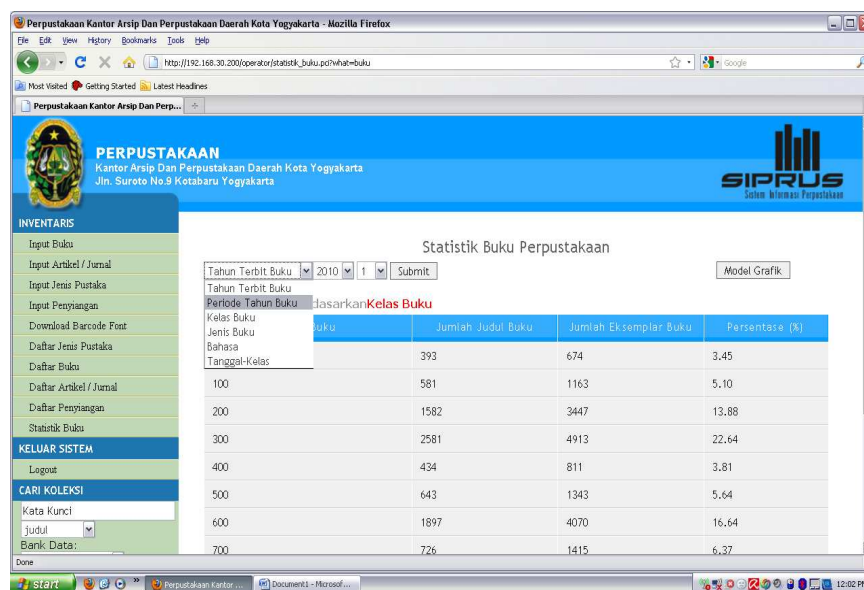 Perpustakaan Kantor Arsip Dan Perpustakaan Daerah Kota Yogyakarta - Mozilla Firefox
File Edit View History Bookmarks Tools Help
http://192.168.30.200/operator/statistik_buku.pd?what=buku
Google
Most Visited Getting Started Latest Headlines
Perpustakaan Kantor Arsip Dan Perp...
PERPUSTAKAAN
Kantor Arsip Dan Perpustakaan Daerah Kota Yogyakarta
Jln. Suroto No.9 Kotabaru Yogyakarta
SIPRUS
Sistem Informasi Perpustakaan
INVENTARIS
Input Buku
Input Artikel / Jurnal
Input Jenis Pustaka
Input Penyiangan
Download Barcode Font
Daftar Jenis Pustaka
Daftar Buku
Daftar Artikel / Jurnal
Daftar Penyiangan
Statistik Buku
KELUAR SISTEM
Logout
CARI KOLEKSI
Kata Kunci
judul
Bank Data:
Statistik Buku Perpustakaan
Tahun Terbit Buku 2010 1 Submit
Model Grafik
Tahun Terbit Buku
Periode Tahun Buku
Kelas Buku
Jenis Buku
Bahasa
Tanggal-Kelas
dasarkanKelas Buku
Buku Jumlah Judul Buku Jumlah Eksemplar Buku Persentase (%)
393 674 3.45
100 581 1163 5.10
200 1582 3447 13.88
300 2581 4913 22.64
400 434 811 3.81
500 643 1343 5.64
600 1897 4070 16.64
700 726 1415 6.37
Done
start
Perpustakaan Kantor ...
Document1 - Microsof...
12:02 PM